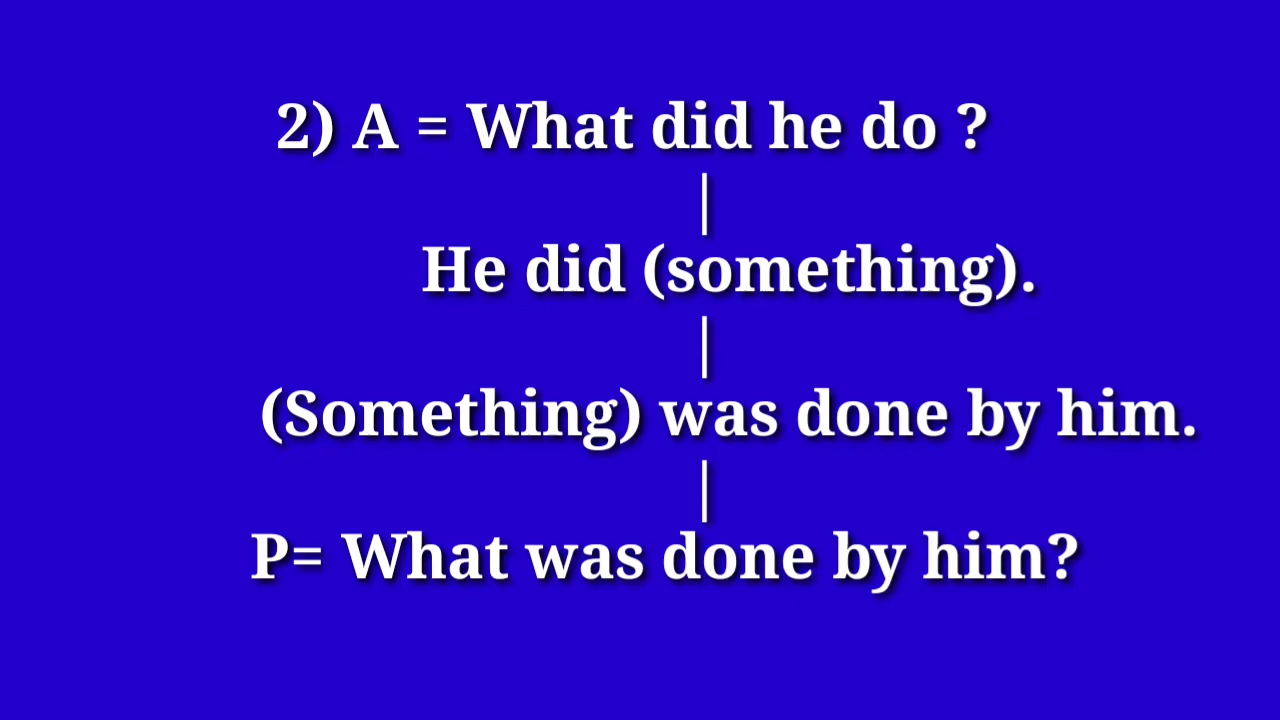 2) A = What did he do ?
|
He did (something).
|
(Something) was done by him.
|
P= What was done by him?